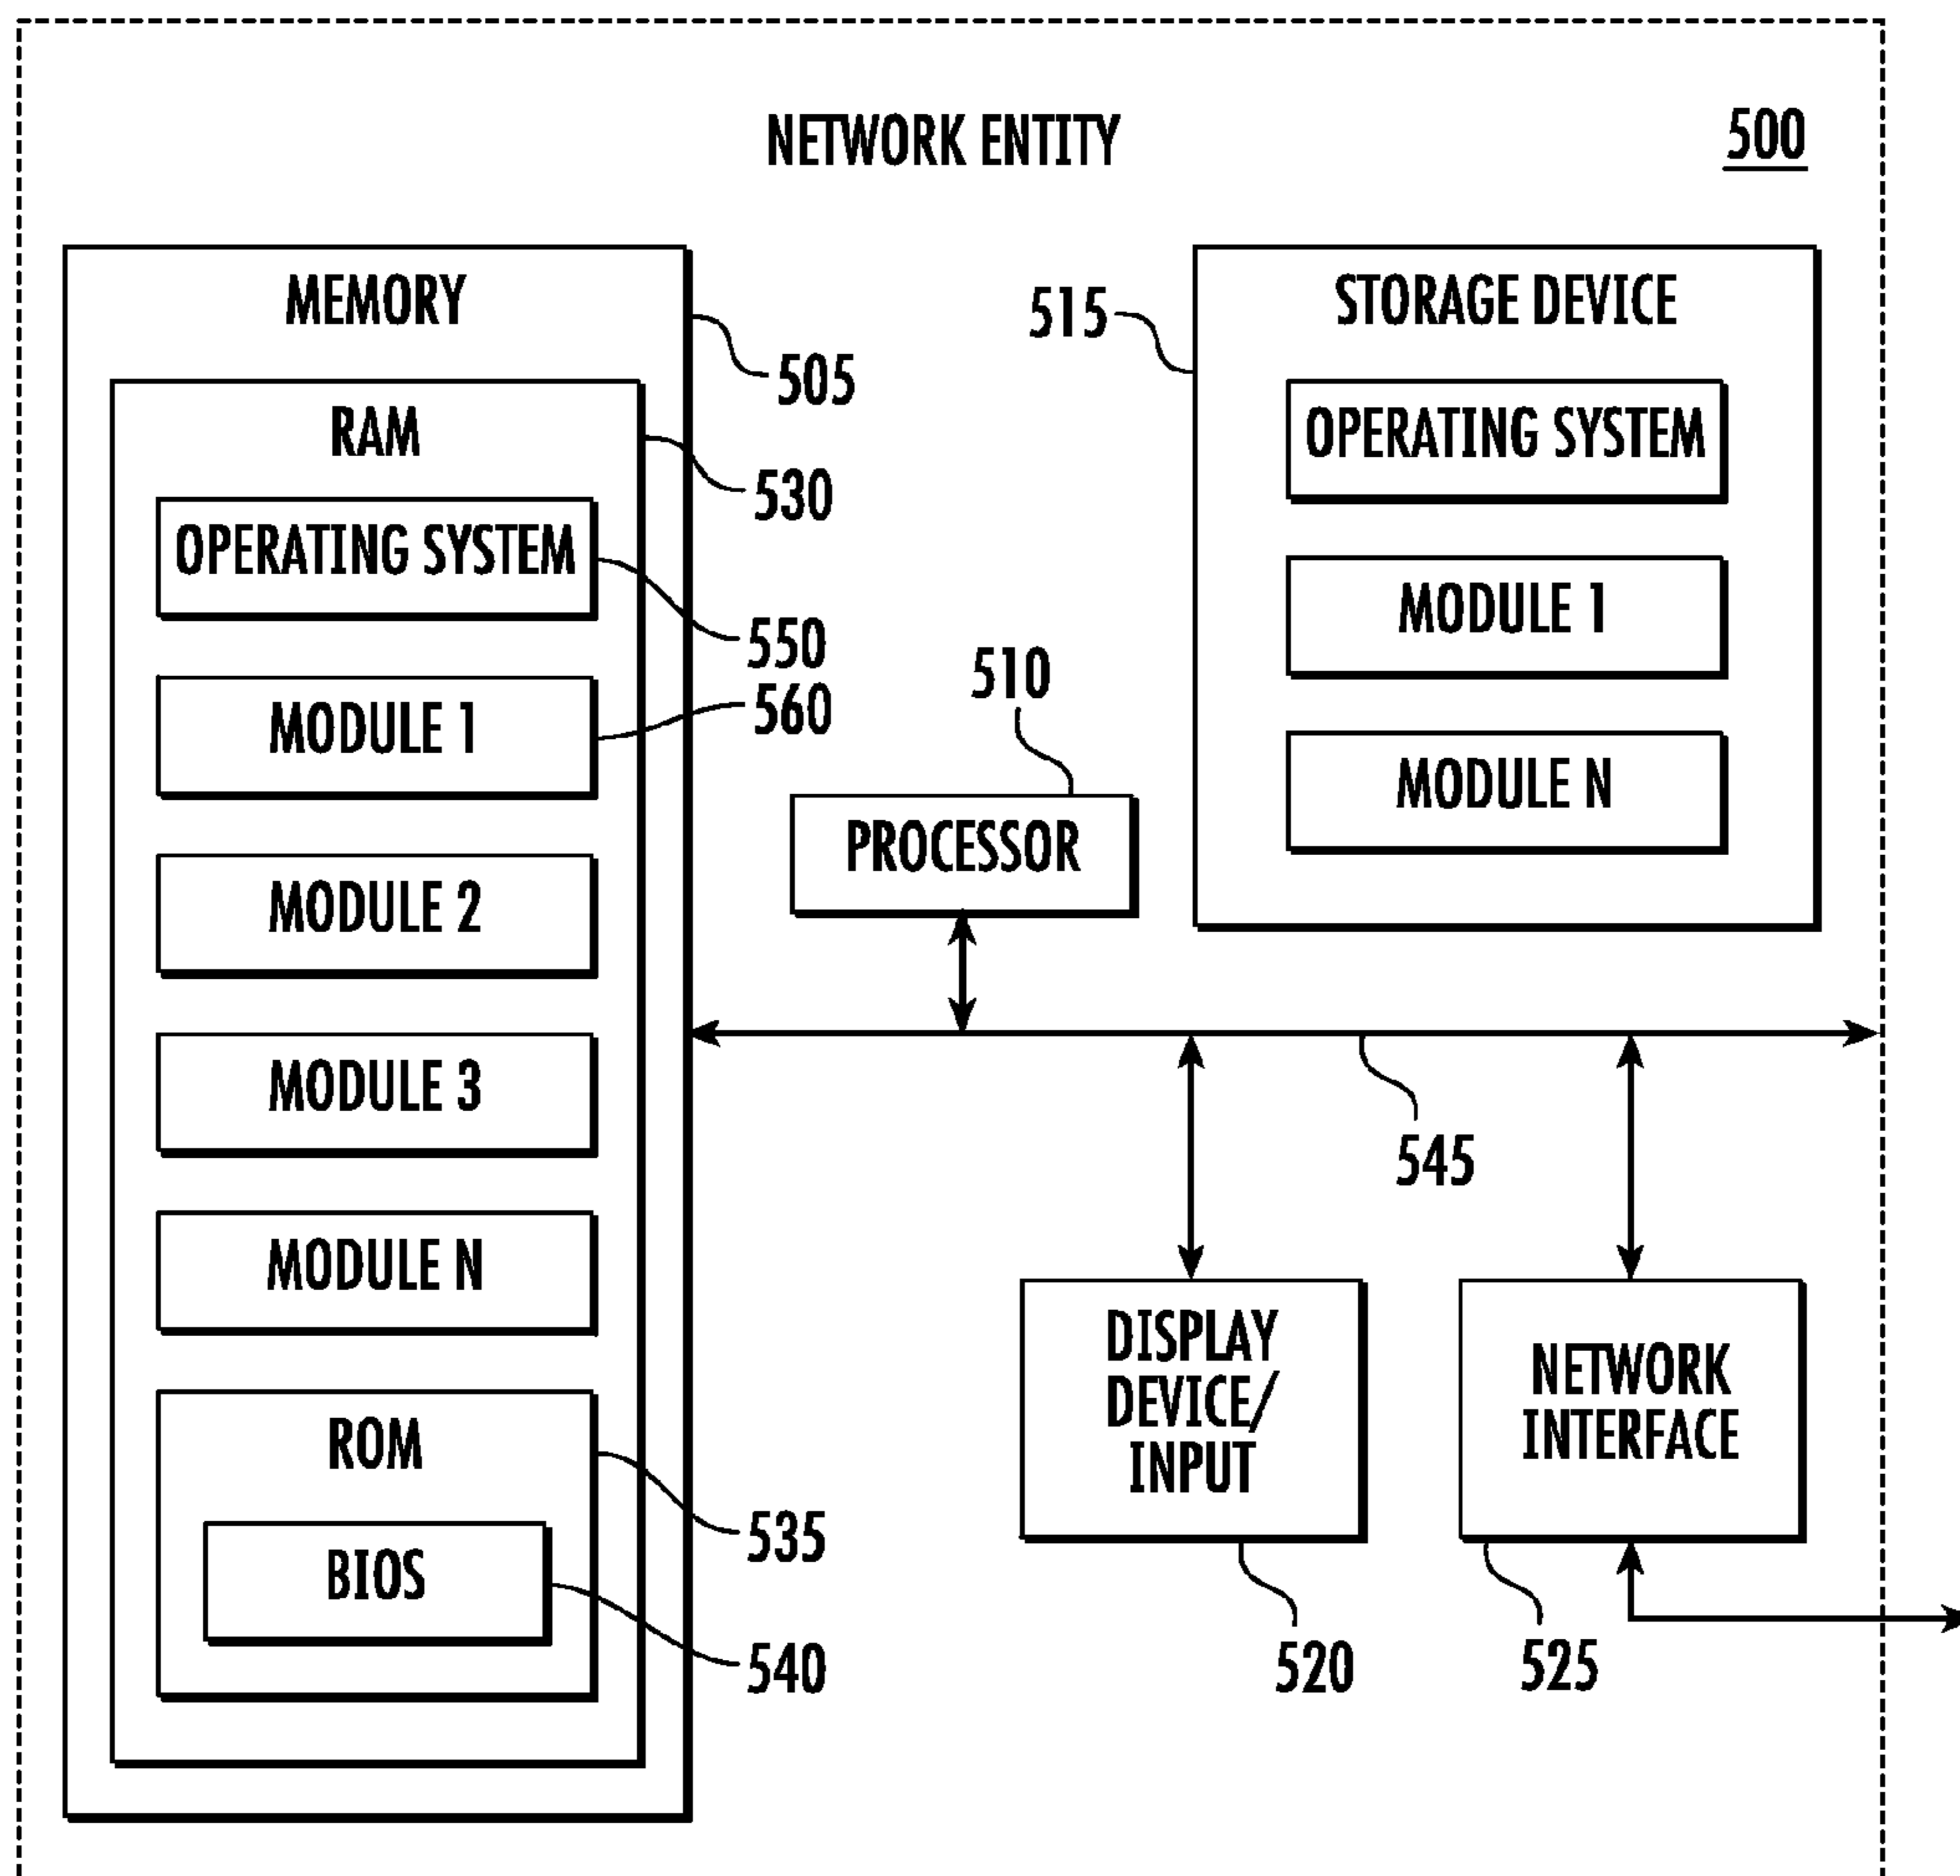 NETWORK ENTITY
500
MEMORY
505
RAM
530
OPERATING SYSTEM
550
MODULE 1
560
MODULE 2
MODULE 3
MODULE N
ROM
535
BIOS
540
515
STORAGE DEVICE
OPERATING SYSTEM
MODULE 1
MODULE N
510
PROCESSOR
545
DISPLAY
DEVICE/
INPUT
520
NETWORK
INTERFACE
525